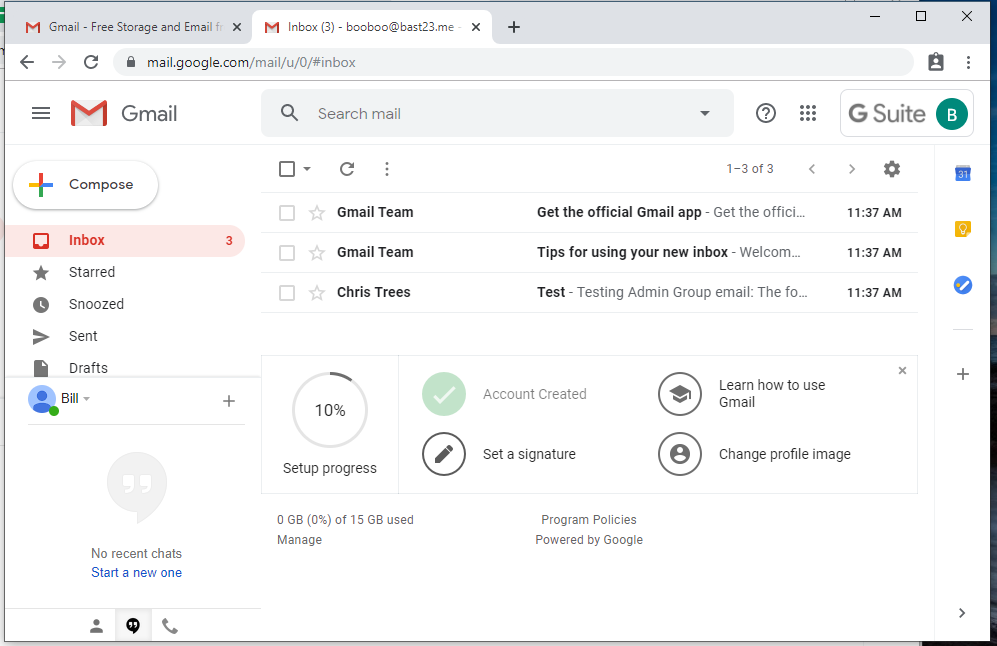 Gmail - Free Storage and Email fr
Inbox (3) - booboo@bast23.me -
mail.google.com/mail/u/0/#inbox
Gmail
Search mail
G Suite
B
Compose
1–3 of 3
31
Gmail Team Get the official Gmail app - Get the offici… 11:37 AM
Inbox 3
Gmail Team Tips for using your new inbox - Welcom… 11:37 AM
Starred
Chris Trees Test - Testing Admin Group email: The fo… 11:37 AM
Snoozed
Sent
Drafts
Bill
10%
Setup progress
Account Created
Learn how to use
Gmail
Set a signature
Change profile image
0 GB (0%) of 15 GB used
Manage
Program Policies
Powered by Google
No recent chats
Start a new one